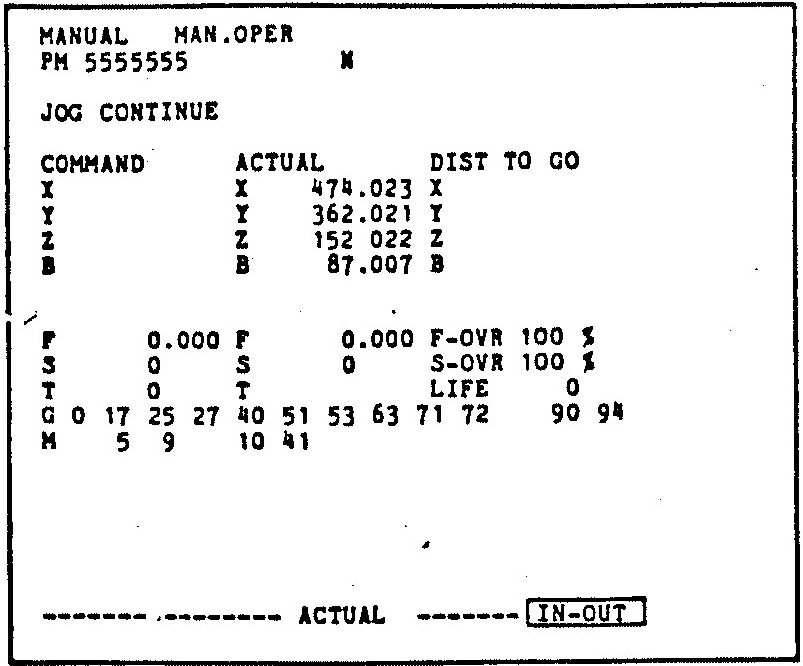 MANUAL MAN.OPER
PM 5555555 N
JOG CONTINUE
COMMAND ACTUAL DIST TO GO
X X 474.023 X
Y Y 362.021 Y
Z Z 152 022 Z
B B 87.007 B
F 0.000 F 0.000 F-OVR 100 %
S 0 S 0 S-OVR 100 %
T 0 T LIFE 0
G 0 17 25 27 40 51 53 63 71 72 90 94
M 5 9 10 41
------- -------- ACTUAL ------- IN-OUT